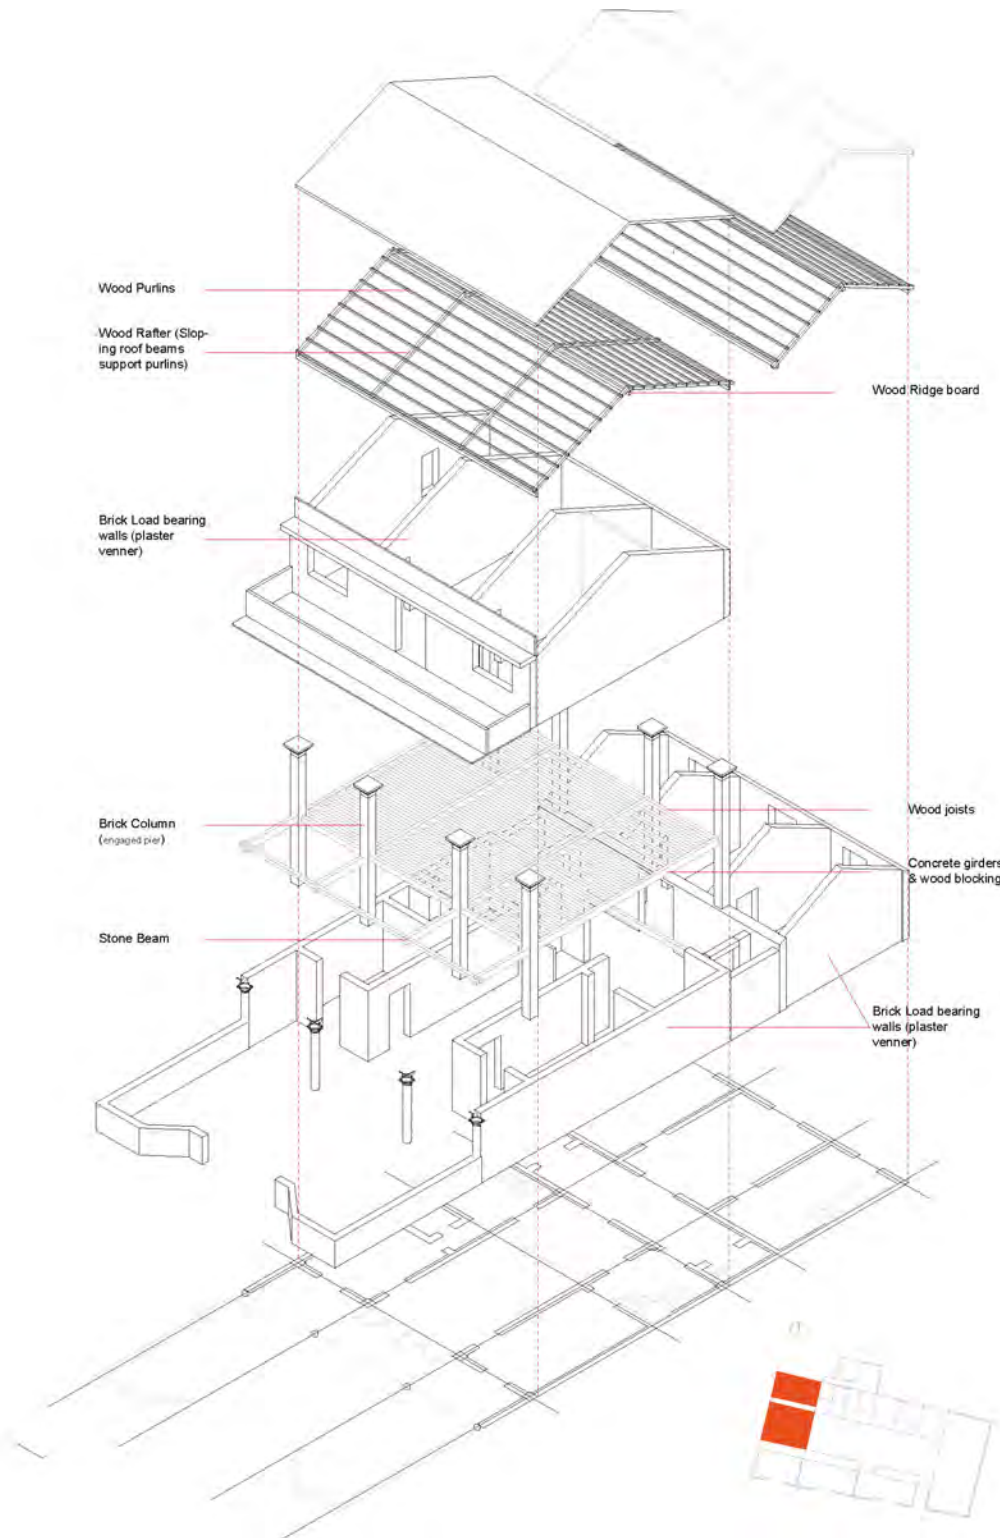 Wood Purlins
Wood Rafter (Slop-
ing roof beams
support purlins)
Wood Ridge board
Brick Load bearing
walls (plaster
venner)
Brick Column
(engaged pier)
Wood joists
Concrete girders
& wood blocking
Stone Beam
Brick Load bearing
walls (plaster
venner)